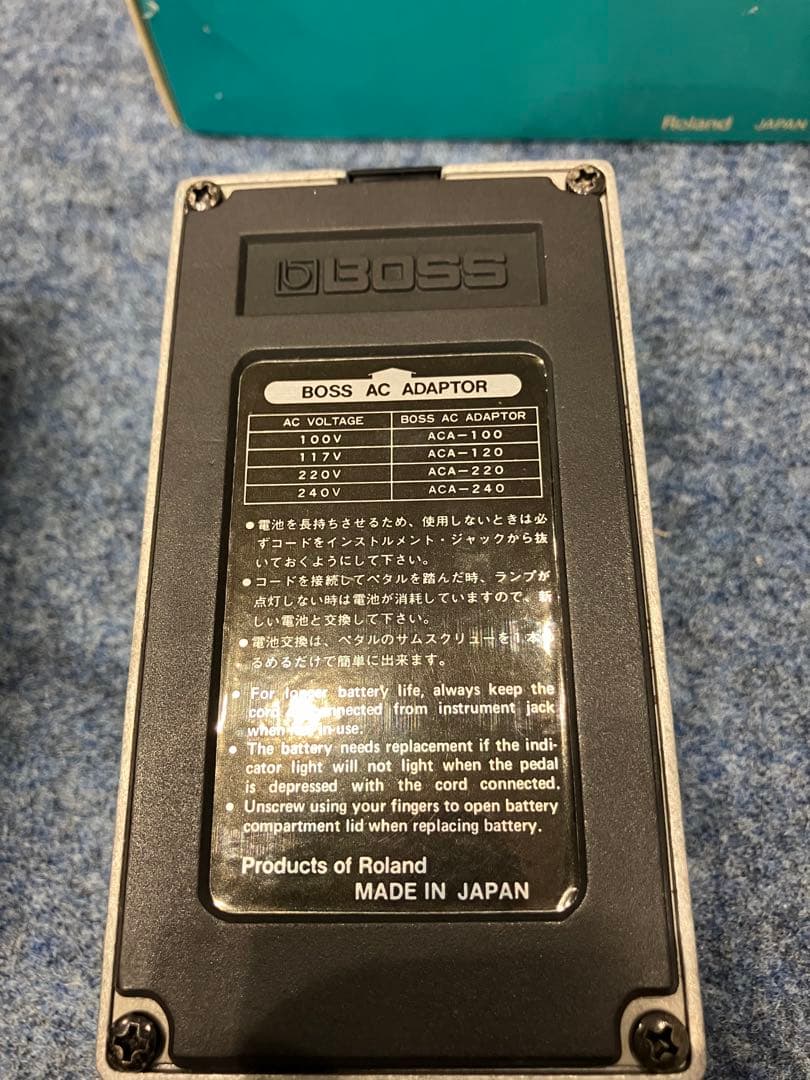 Roland JAPAN
BOSS
BOSS AC ADAPTOR
AC VOLTAGE BOSS AC ADAPTOR
100V ACA-100
117V ACA-120
220V ACA-220
240V ACA-240
●電池を長持ちさせるため、使用しないときは必
ずコードをインストルメント・ジャックから抜
いておくようにして下さい。
●コードを接続してペタルを踏んだ時、ランプが
点灯しない時は電池が消耗していますので、新
しい電池と交換して下さい。
●電池交換は、ペタルのサムスクリューを1本
るめるだけで簡単に出来ます。
● For longer battery life, always keep the
cord from instrument jack
when in use.
● The battery needs replacement if the indi-
cator light will not light when the pedal
is depressed with the cord connected.
● Unscrew using your fingers to open battery
compartment lid when replacing battery.
Products of Roland
MADE IN JAPAN